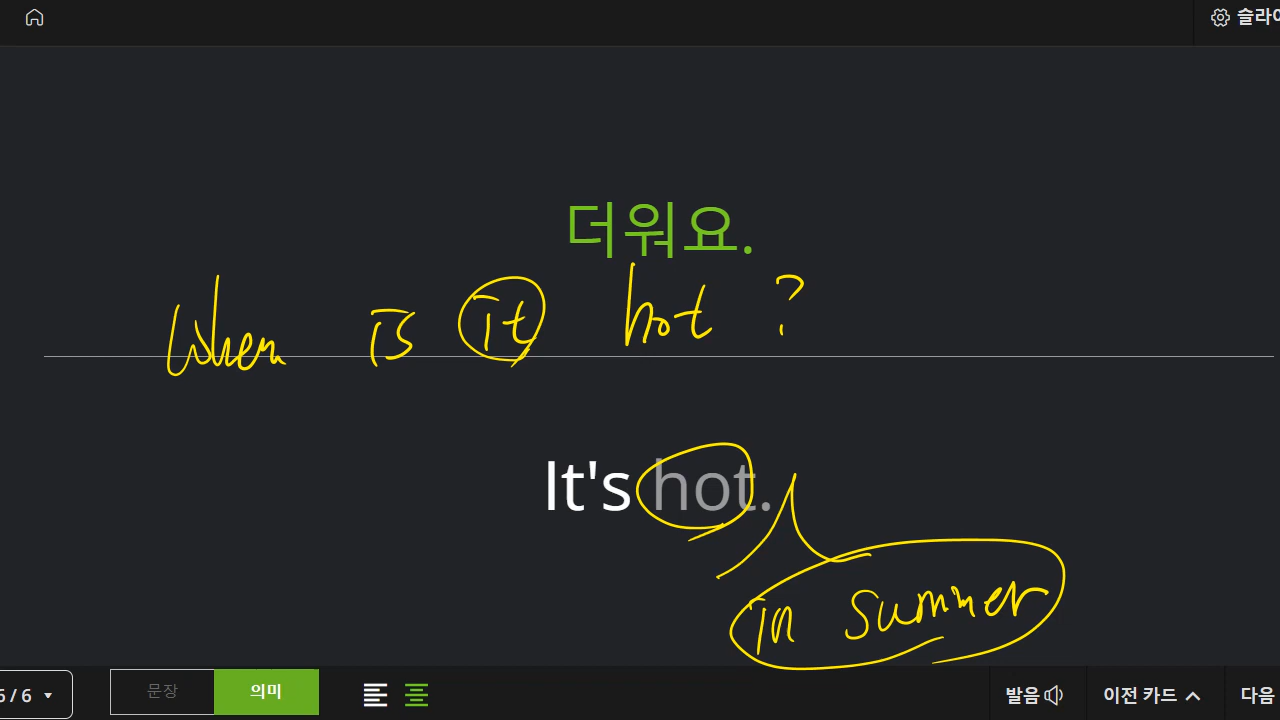 슬라이
더워요.
When is it hot ?
It's hot.
in summer
6 / 6
문장
의미
발음
이전 카드
다음